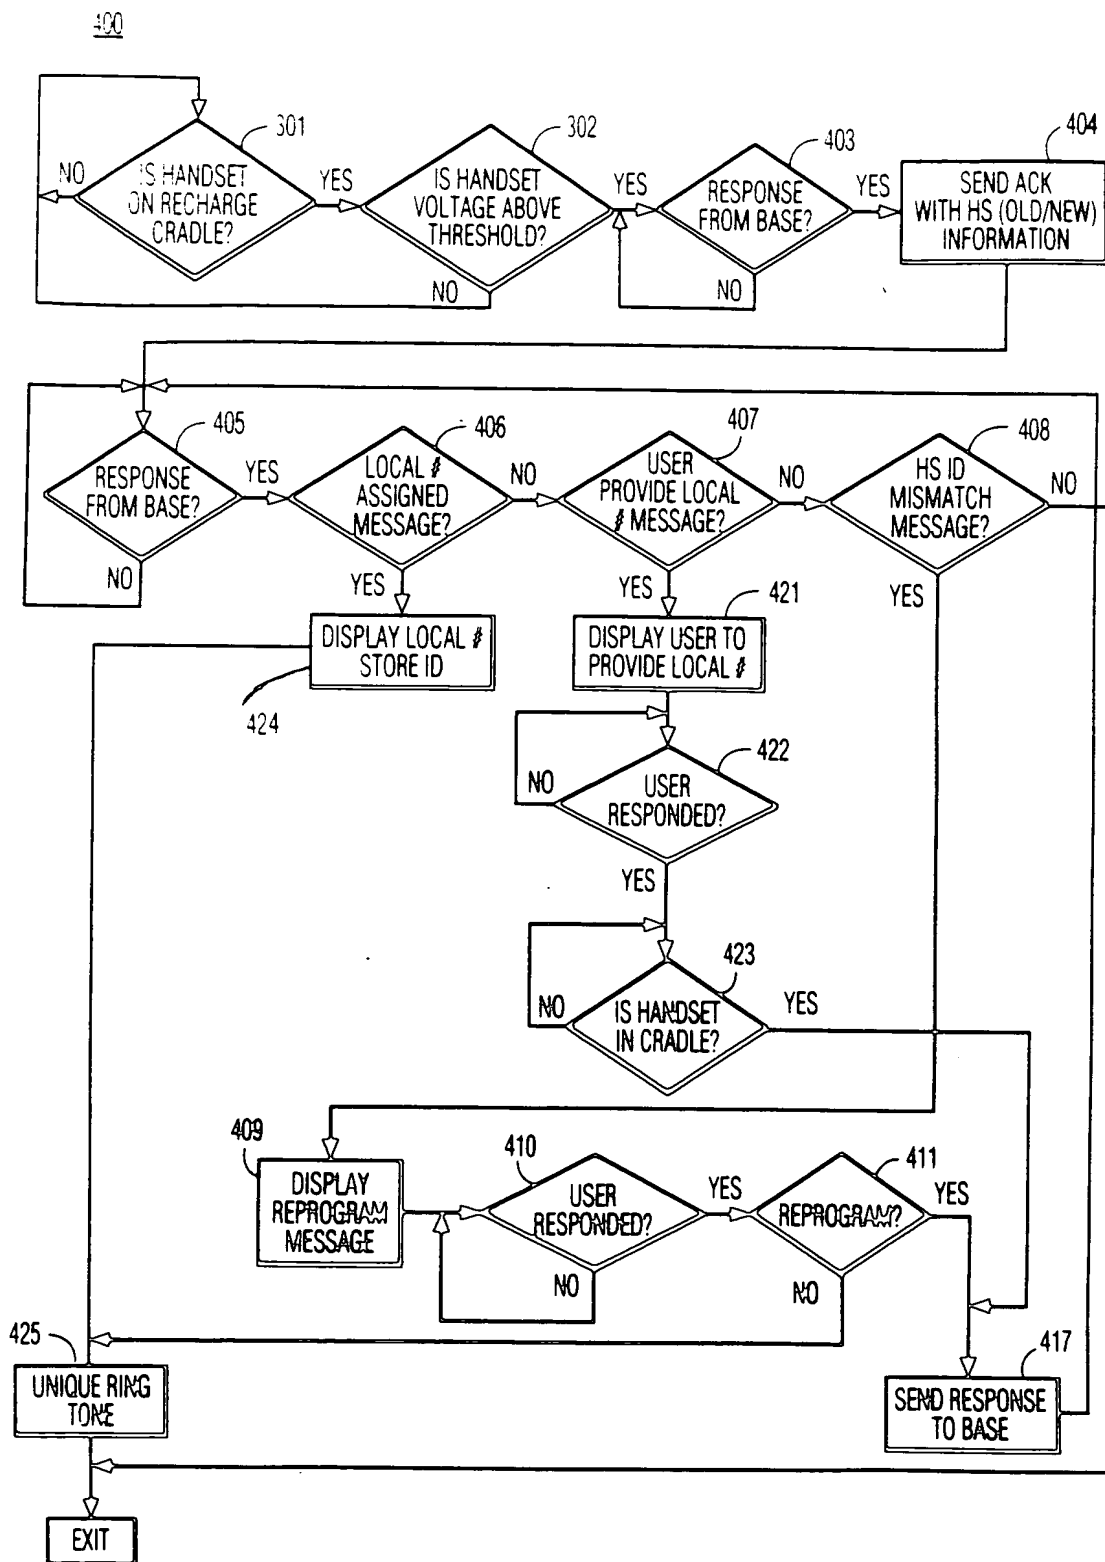 400
301
302
403
404
NO
IS HANDSET
ON RECHARGE
CRADLE?
YES
IS HANDSET
VOLTAGE ABOVE
THRESHOLD?
NO
YES
RESPONSE
FROM BASE?
NO
YES
SEND ACK
WITH HS (OLD/NEW)
INFORMATION
405
406
407
408
RESPONSE
FROM BASE?
NO
YES
LOCAL #
ASSIGNED
MESSAGE?
YES
NO
USER
PROVIDE LOCAL
# MESSAGE?
YES
NO
HS ID
MISMATCH
MESSAGE?
YES
NO
421
DISPLAY LOCAL #
STORE ID
424
DISPLAY USER TO
PROVIDE LOCAL #
422
NO
USER
RESPONDED?
YES
423
NO
IS HANDSET
IN CRADLE?
YES
409
DISPLAY
REPROGRAM
MESSAGE
410
USER
RESPONDED?
NO
YES
411
REPROGRAM?
NO
YES
425
UNIQUE RING
TONE
417
SEND RESPONSE
TO BASE
EXIT